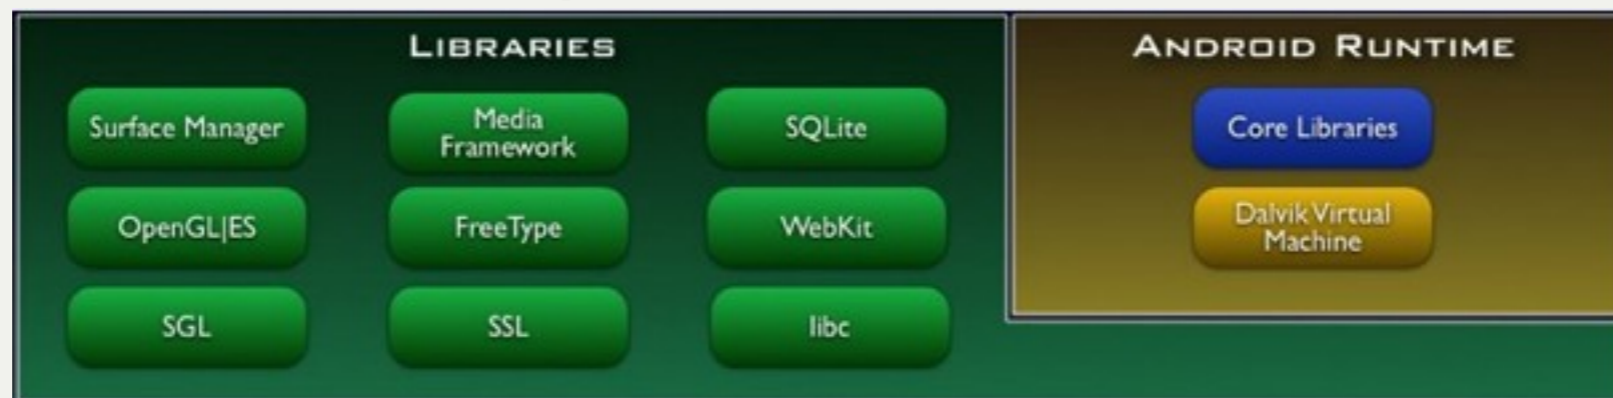 LIBRARIES
Surface Manager
Media
Framework
SQLite
OpenGL|ES
FreeType
WebKit
SGL
SSL
libc
ANDROID RUNTIME
Core Libraries
Dalvik Virtual
Machine